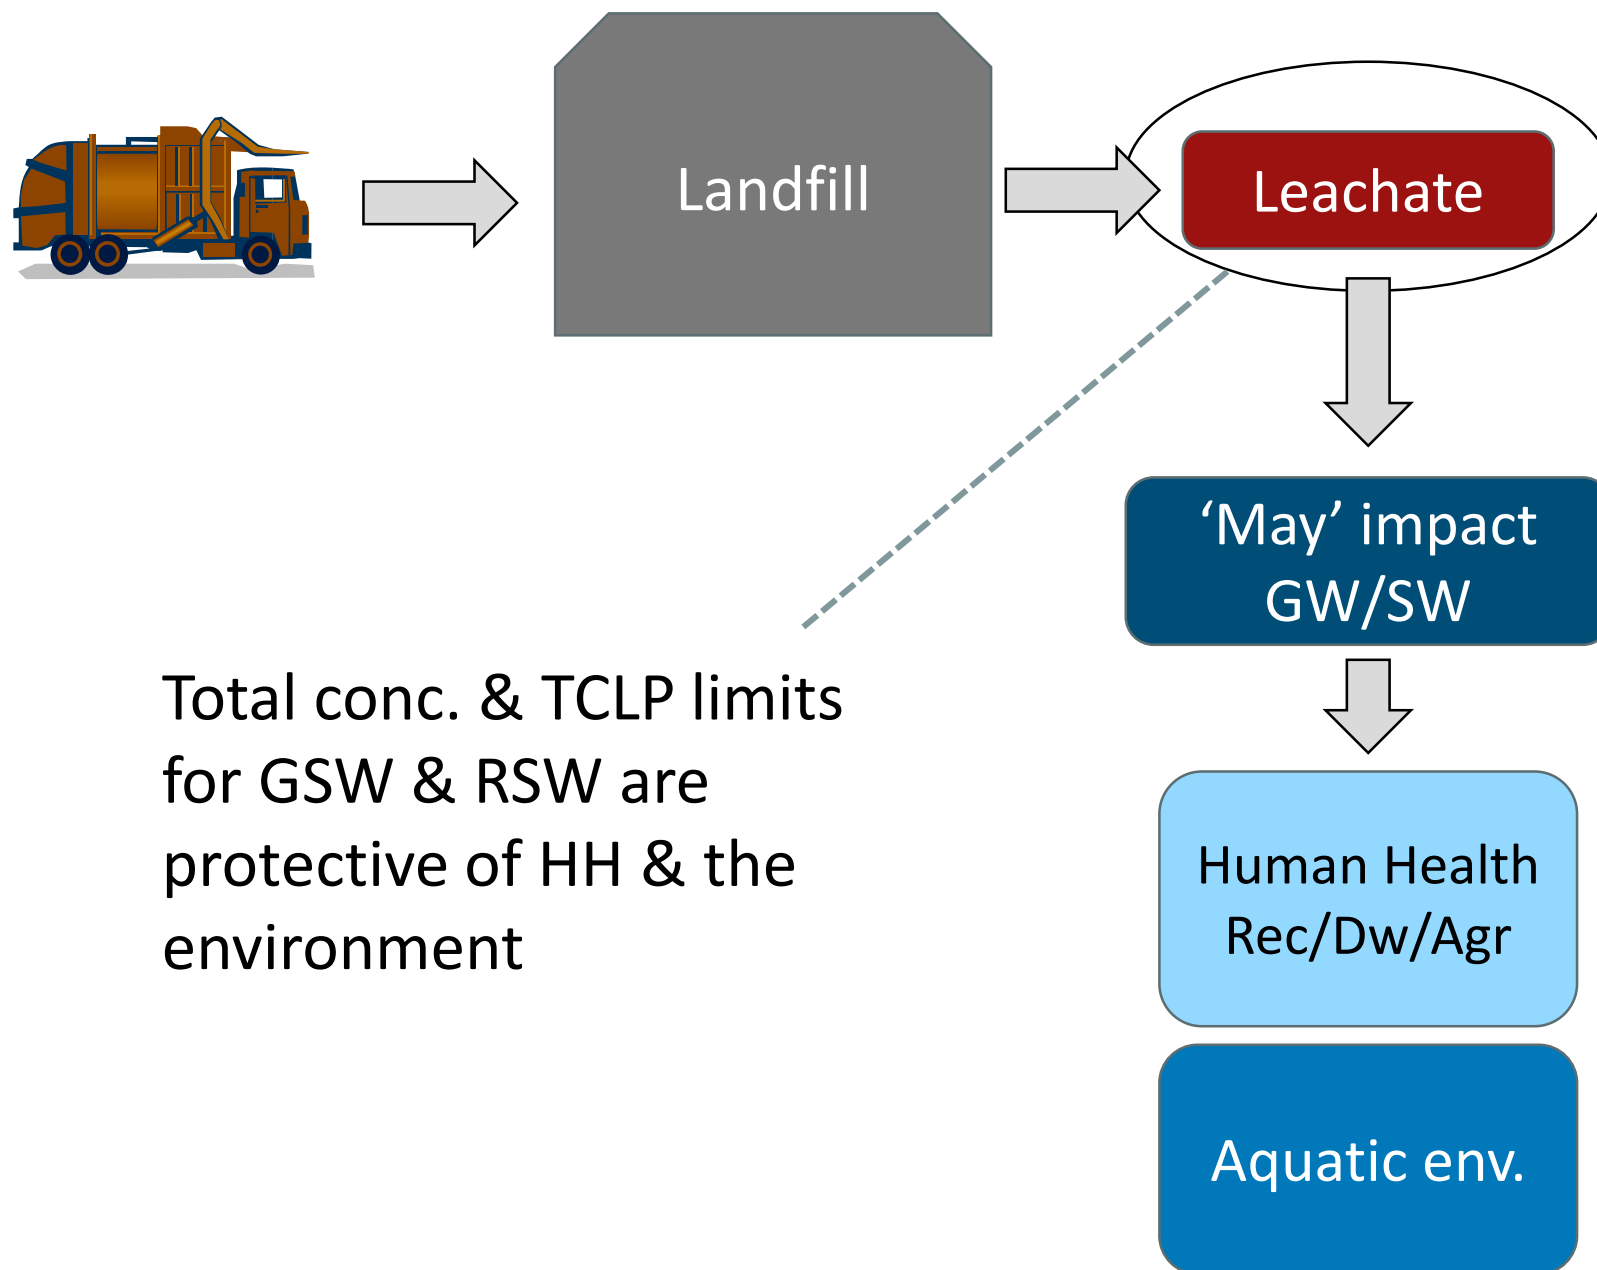 Landfill
Leachate
‘May’ impact
GW/SW
Total conc. & TCLP limits
for GSW & RSW are
protective of HH & the
environment
Human Health
Rec/Dw/Agr
Aquatic env.